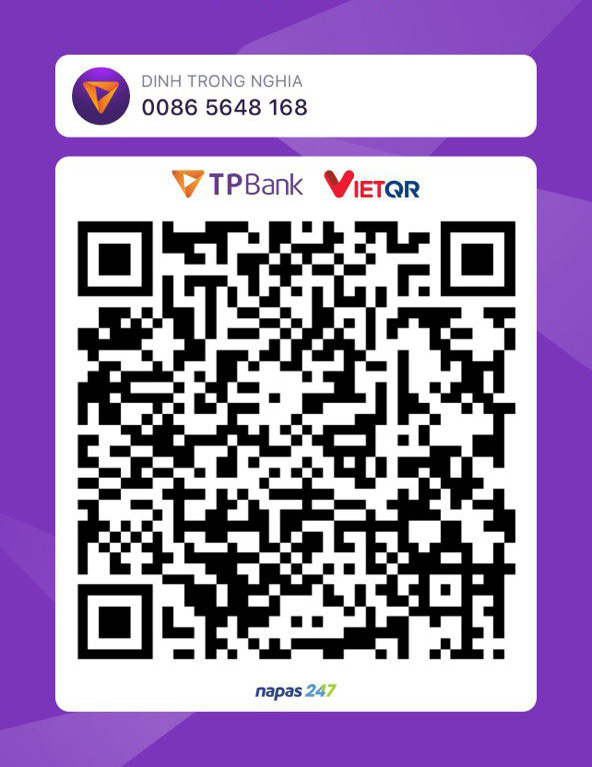 DINH TRONG NGHIA
0086 5648 168
TPBank VIETQR
napas 247